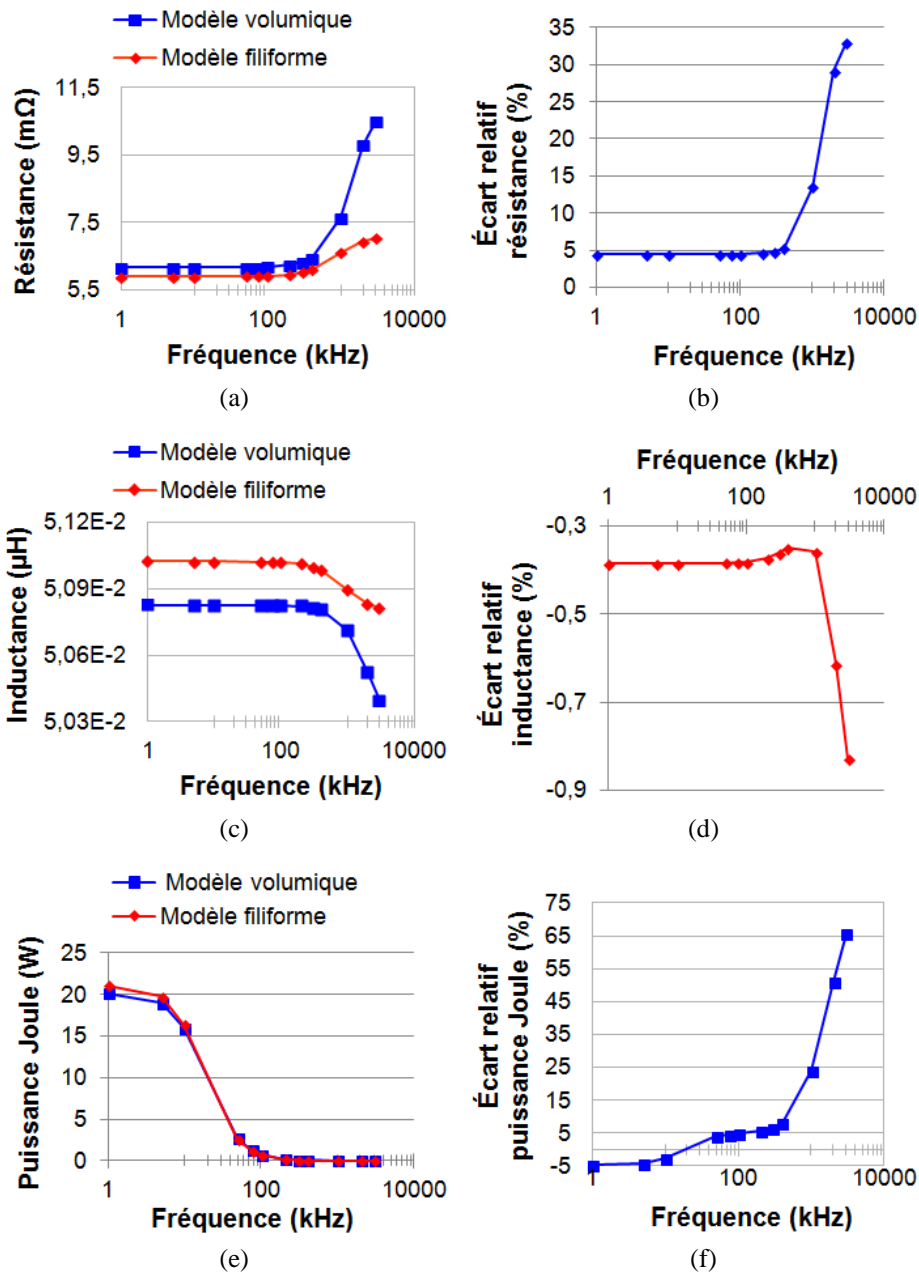 Modèle volumique
Modèle filiforme
11,5
9,5
7,5
5,5
Résistance (mΩ)
1
100
10000
Fréquence (kHz)
(a)
35
30
25
20
15
10
5
0
Écart relatif
résistance (%)
1
100
10000
Fréquence (kHz)
(b)
Modèle volumique
Modèle filiforme
5,12E-2
5,09E-2
5,06E-2
5,03E-2
Inductance (µH)
1
100
10000
Fréquence (kHz)
(c)
Fréquence (kHz)
1
100
10000
-0,3
-0,5
-0,7
-0,9
Écart relatif
inductance (%)
(d)
Modèle volumique
Modèle filiforme
25
20
15
10
5
0
Puissance Joule (W)
1
100
10000
Fréquence (kHz)
(e)
75
65
55
45
35
25
15
5
-5
Écart relatif
puissance Joule (%)
1
100
10000
Fréquence (kHz)
(f)